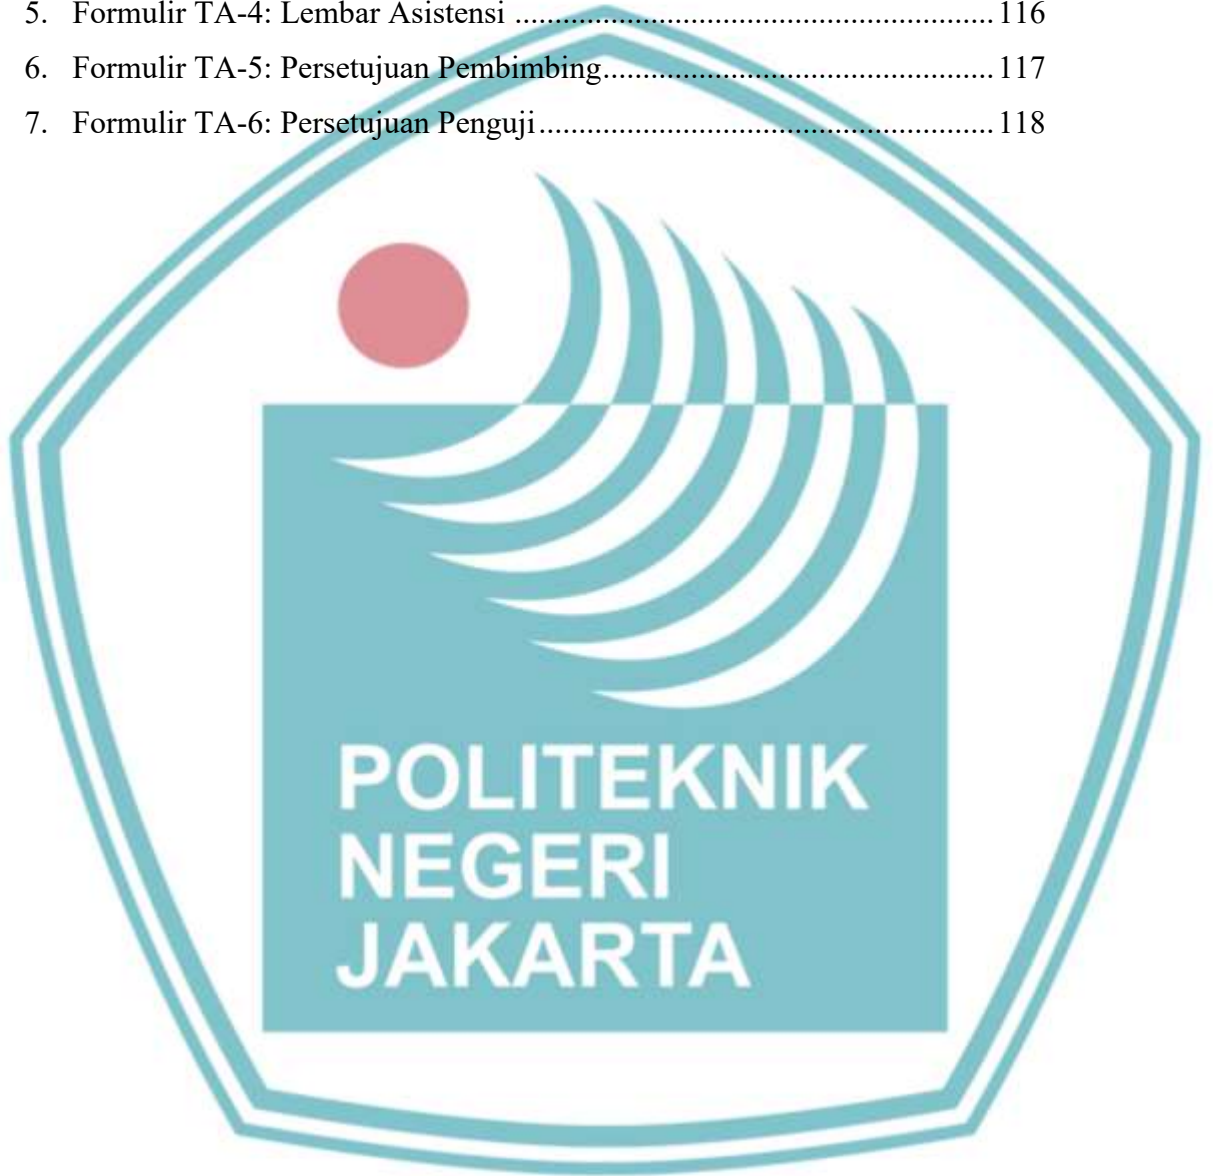 5. Formulir TA-4: Lembar Asistensi ............................................................ 116
6. Formulir TA-5: Persetujuan Pembimbing................................................. 117
7. Formulir TA-6: Persetujuan Penguji......................................................... 118
POLITEKNIK
NEGERI
JAKARTA